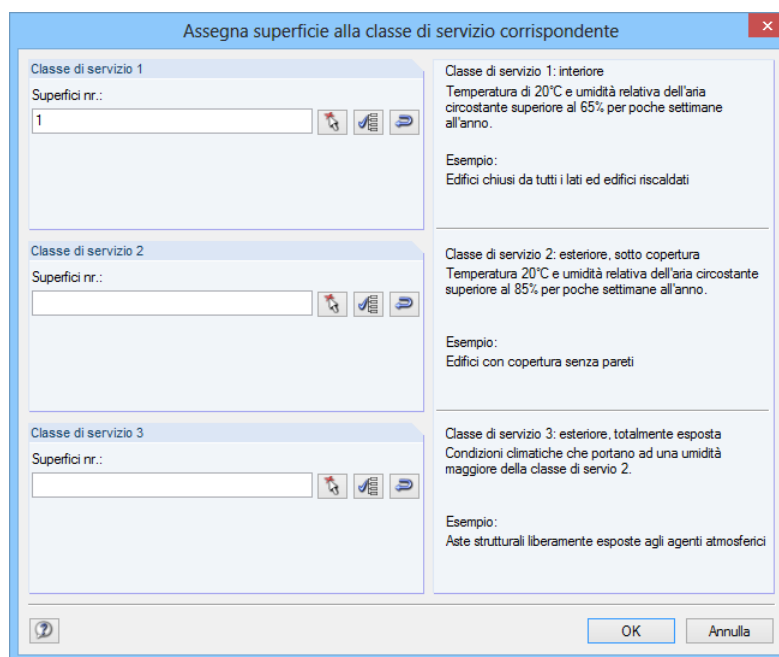 Assegna superficie alla classe di servizio corrispondente
Classe di servizio 1
Superfici nr.:
1
Classe di servizio 1: interiore
Temperatura di 20°C e umidità relativa dell'aria
circostante superiore al 65% per poche settimane
all'anno.
Esempio:
Edifici chiusi da tutti i lati ed edifici riscaldati
Classe di servizio 2
Superfici nr.:
Classe di servizio 2: esteriore, sotto copertura
Temperatura 20°C e umidità relativa dell'aria circostante
superiore al 85% per poche settimane all'anno.
Esempio:
Edifici con copertura senza pareti
Classe di servizio 3
Superfici nr.:
Classe di servizio 3: esteriore, totalmente esposta
Condizioni climatiche che portano ad una umidità
maggiore della classe di servio 2.
Esempio:
Aste strutturali liberamente esposte agli agenti atmosferici
OK
Annulla